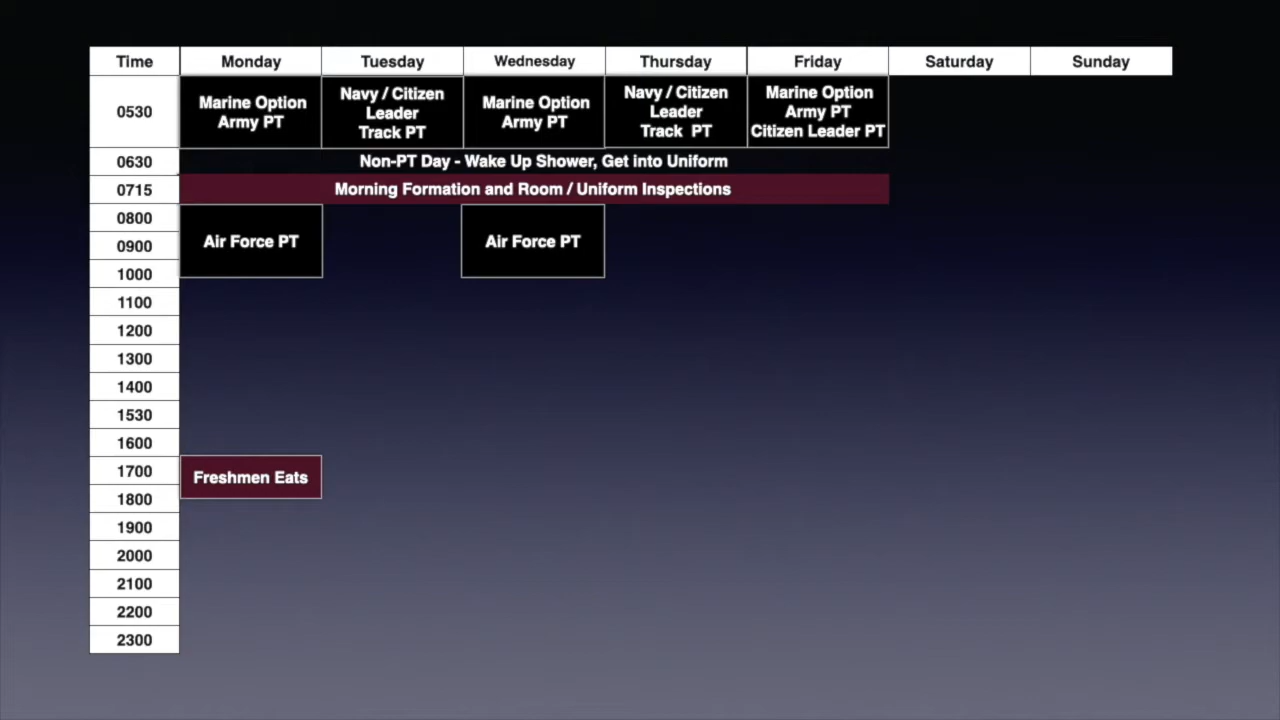 Time Monday Tuesday Wednesday Thursday Friday Saturday Sunday
0530
Marine Option
Army PT
Navy / Citizen
Leader
Track PT
Marine Option
Army PT
Navy / Citizen
Leader
Track PT
Marine Option
Army PT
Citizen Leader PT
0630 Non-PT Day - Wake Up Shower, Get into Uniform
0715 Morning Formation and Room / Uniform Inspections
0800
0900 Air Force PT Air Force PT
1000
1100
1200
1300
1400
1530
1600
1700 Freshmen Eats
1800
1900
2000
2100
2200
2300